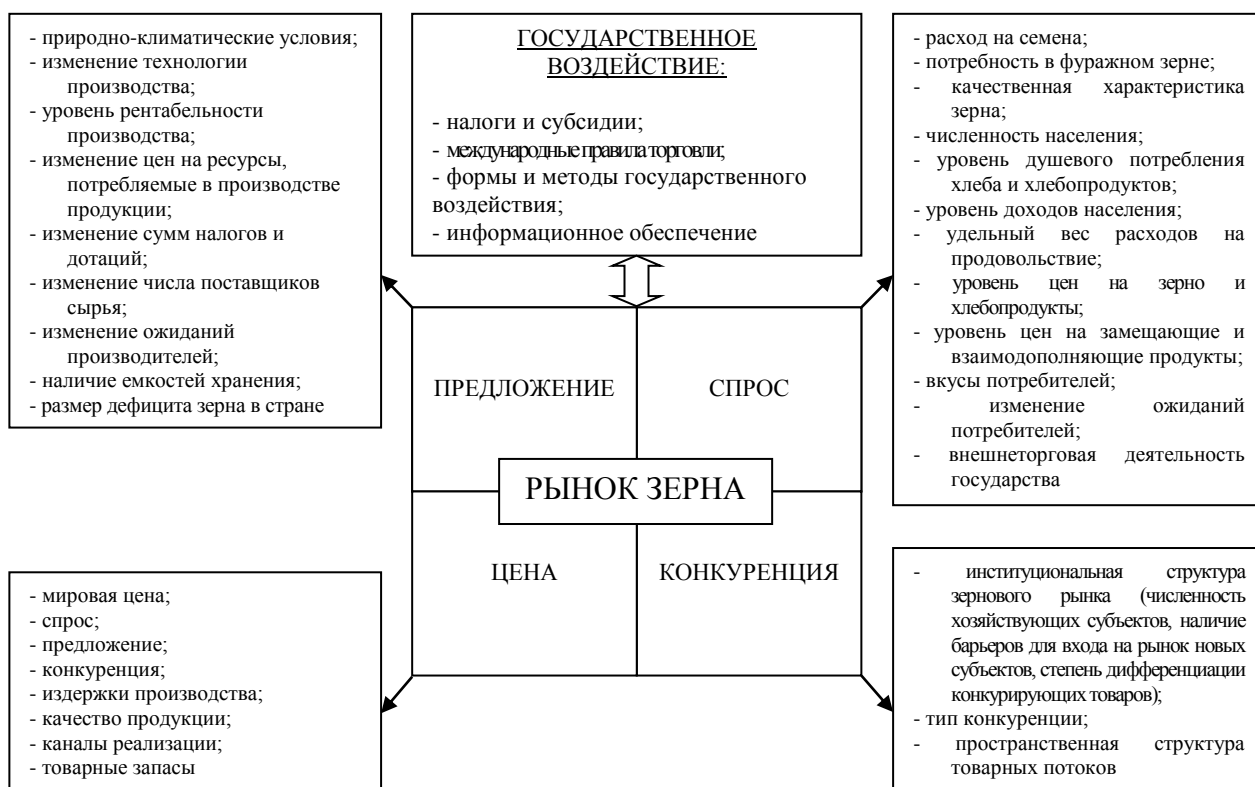 - природно-климатические условия;
- изменение технологии
производства;
- уровень рентабельности
производства;
- изменение цен на ресурсы,
потребляемые в производстве
продукции;
- изменение сумм налогов и
дотаций;
- изменение числа поставщиков
сырья;
- изменение ожиданий
производителей;
- наличие емкостей хранения;
- размер дефицита зерна в стране
ГОСУДАРСТВЕННОЕ
ВОЗДЕЙСТВИЕ:
- налоги и субсидии;
- международные правила торговли;
- формы и методы государственного
воздействия;
- информационное обеспечение
- расход на семена;
- потребность в фуражном зерне;
- качественная характеристика
зерна;
- численность населения;
- уровень душевого потребления
хлеба и хлебопродуктов;
- уровень доходов населения;
- удельный вес расходов на
продовольствие;
- уровень цен на зерно и
хлебопродукты;
- уровень цен на замещающие и
взаимодополняющие продукты;
- вкусы потребителей;
- изменение ожиданий
потребителей;
- внешнеторговая деятельность
государства
ПРЕДЛОЖЕНИЕ
СПРОС
РЫНОК ЗЕРНА
ЦЕНА
КОНКУРЕНЦИЯ
- мировая цена;
- спрос;
- предложение;
- конкуренция;
- издержки производства;
- качество продукции;
- каналы реализации;
- товарные запасы
- институциональная структура
зернового рынка (численность
хозяйствующих субъектов, наличие
барьеров для входа на рынок новых
субъектов, степень дифференциации
конкурирующих товаров);
- тип конкуренции;
- пространственная структура
товарных потоков